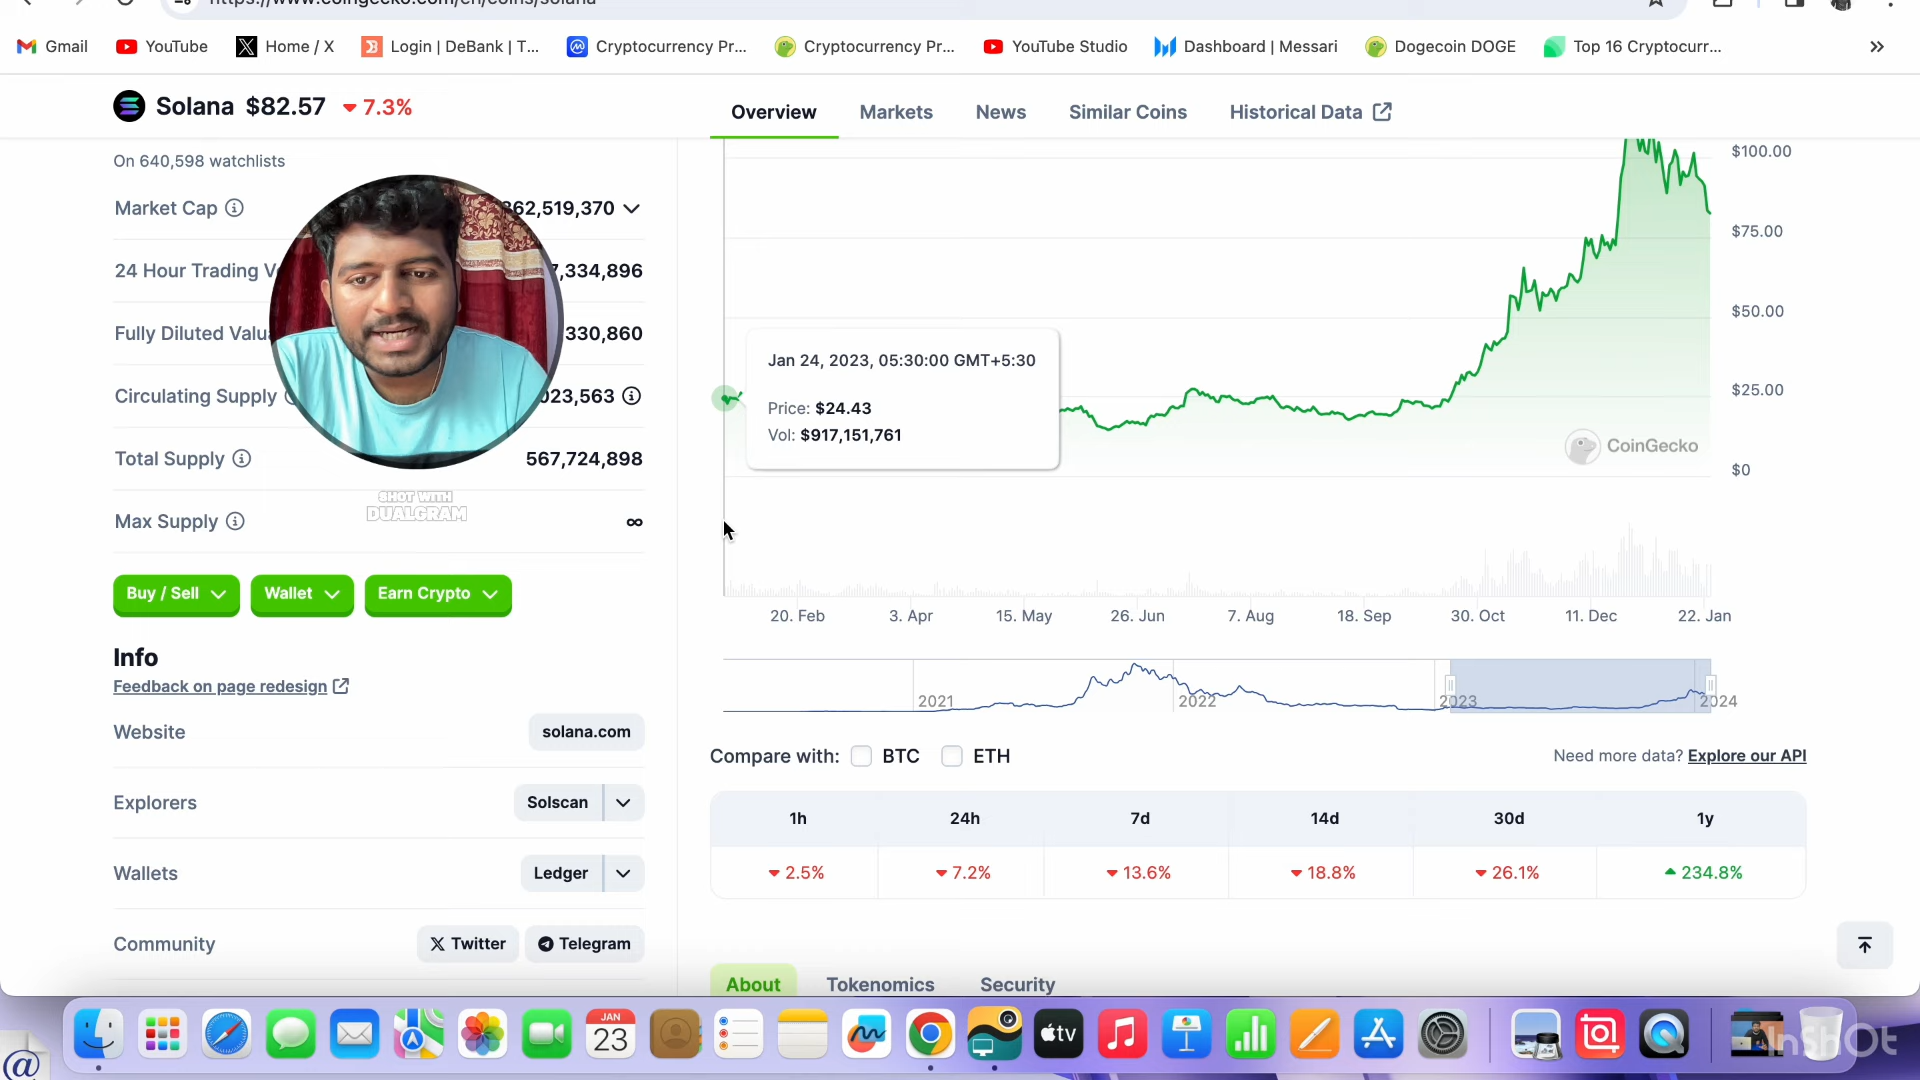 Gmail
YouTube
Home / X
Login | DeBank | T...
Cryptocurrency Pr...
Cryptocurrency Pr...
YouTube Studio
Dashboard | Messari
Dogecoin DOGE
Top 16 Cryptocurr...
Solana $82.57 7.3%
Overview
Markets
News
Similar Coins
Historical Data
On 640,598 watchlists
Market Cap
362,519,370
24 Hour Trading V
7,334,896
Fully Diluted Valu
330,860
Circulating Supply
023,563
Total Supply
567,724,898
SHOT WITH
DUALGRAM
Max Supply
∞
Buy / Sell
Wallet
Earn Crypto
Info
Feedback on page redesign
Website
solana.com
Explorers
Solscan
Wallets
Ledger
Community
Twitter
Telegram
$100.00
$75.00
$50.00
$25.00
$0
Jan 24, 2023, 05:30:00 GMT+5:30
Price: $24.43
Vol: $917,151,761
CoinGecko
20. Feb
3. Apr
15. May
26. Jun
7. Aug
18. Sep
30. Oct
11. Dec
22. Jan
2021
2022
2023
2024
Compare with:
BTC
ETH
Need more data? Explore our API
1h 24h 7d 14d 30d 1y
2.5% 7.2% 13.6% 18.8% 26.1% 234.8%
About
Tokenomics
Security
JAN
23
tv
@
InShOt